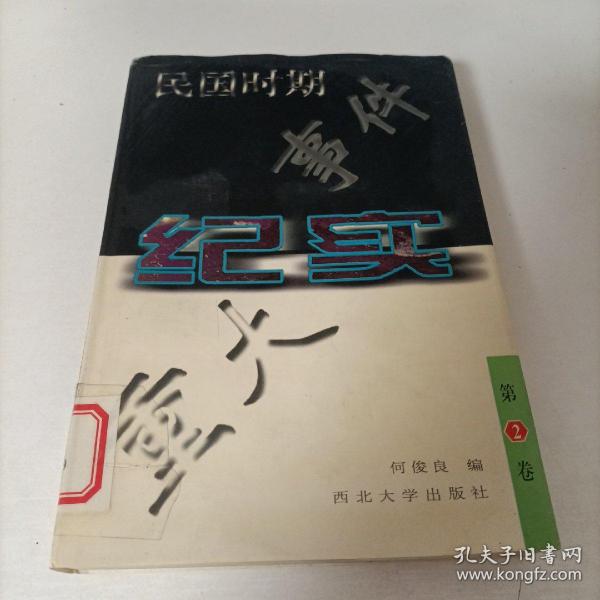 民国时期
重大
事件
纪实
第2卷
何俊良 编
西北大学出版社
孔夫子旧书网
www.kongfz.com